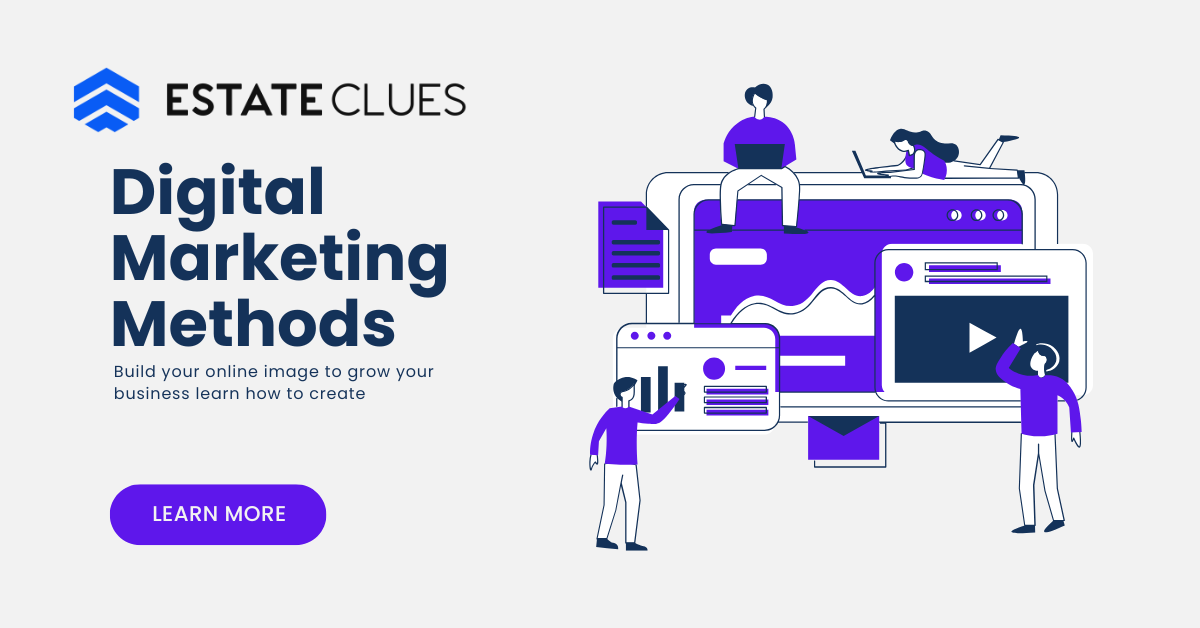 ESTATE CLUES
Digital
Marketing
Methods
Build your online image to grow your
business learn how to create
LEARN MORE